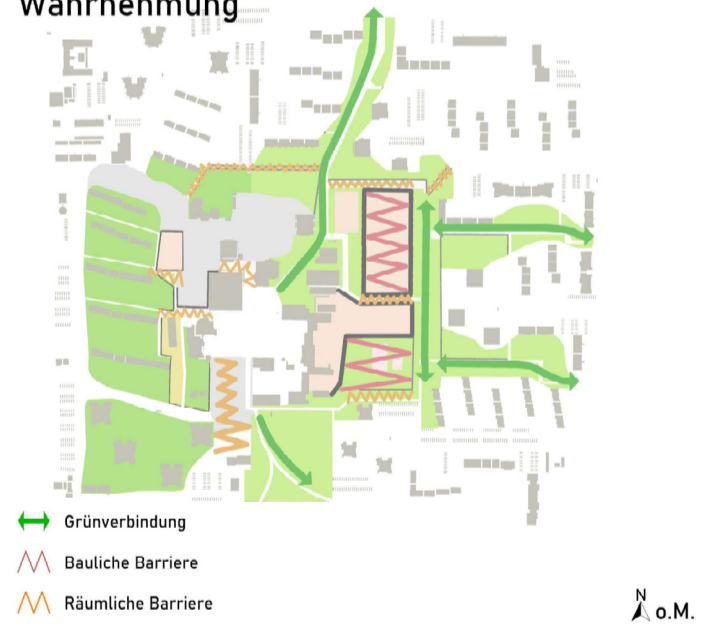 Wahrnehmung
Grünverbindung
Bauliche Barriere
Räumliche Barriere
N
o.M.